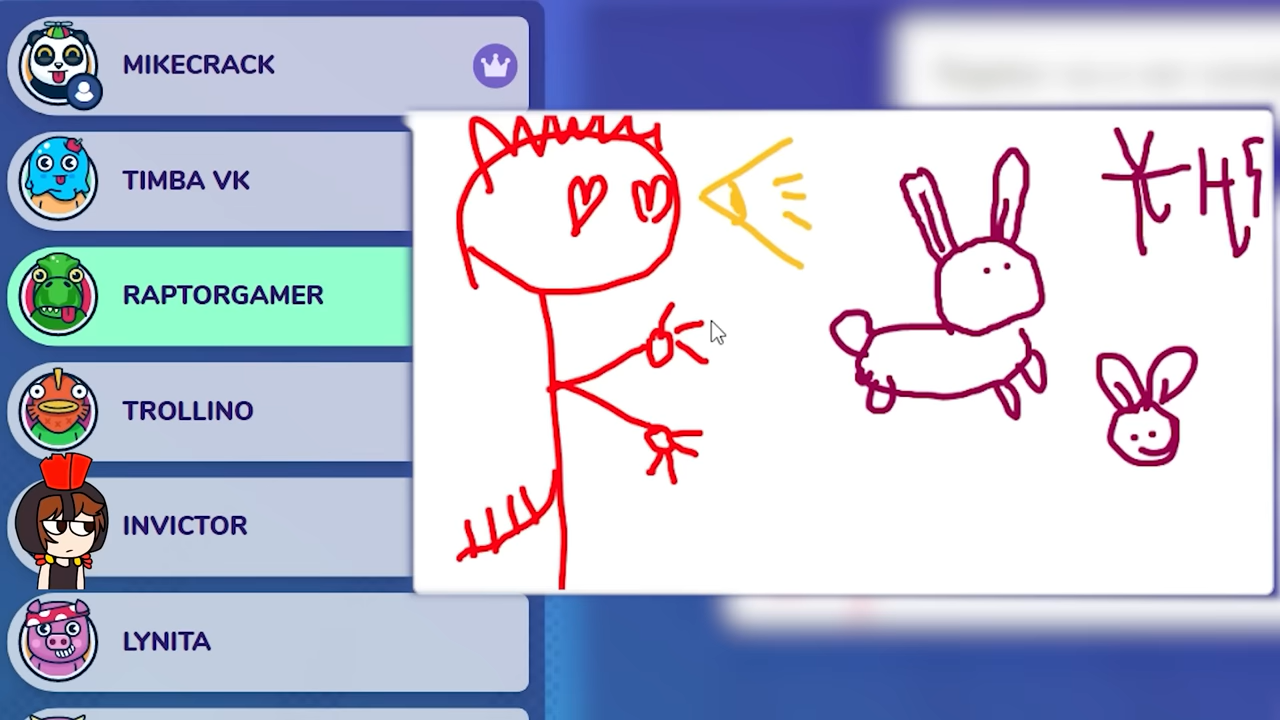 MIKECRACK
TIMBA VK
RAPTORGAMER
TROLLINO
INVICTOR
LYNITA